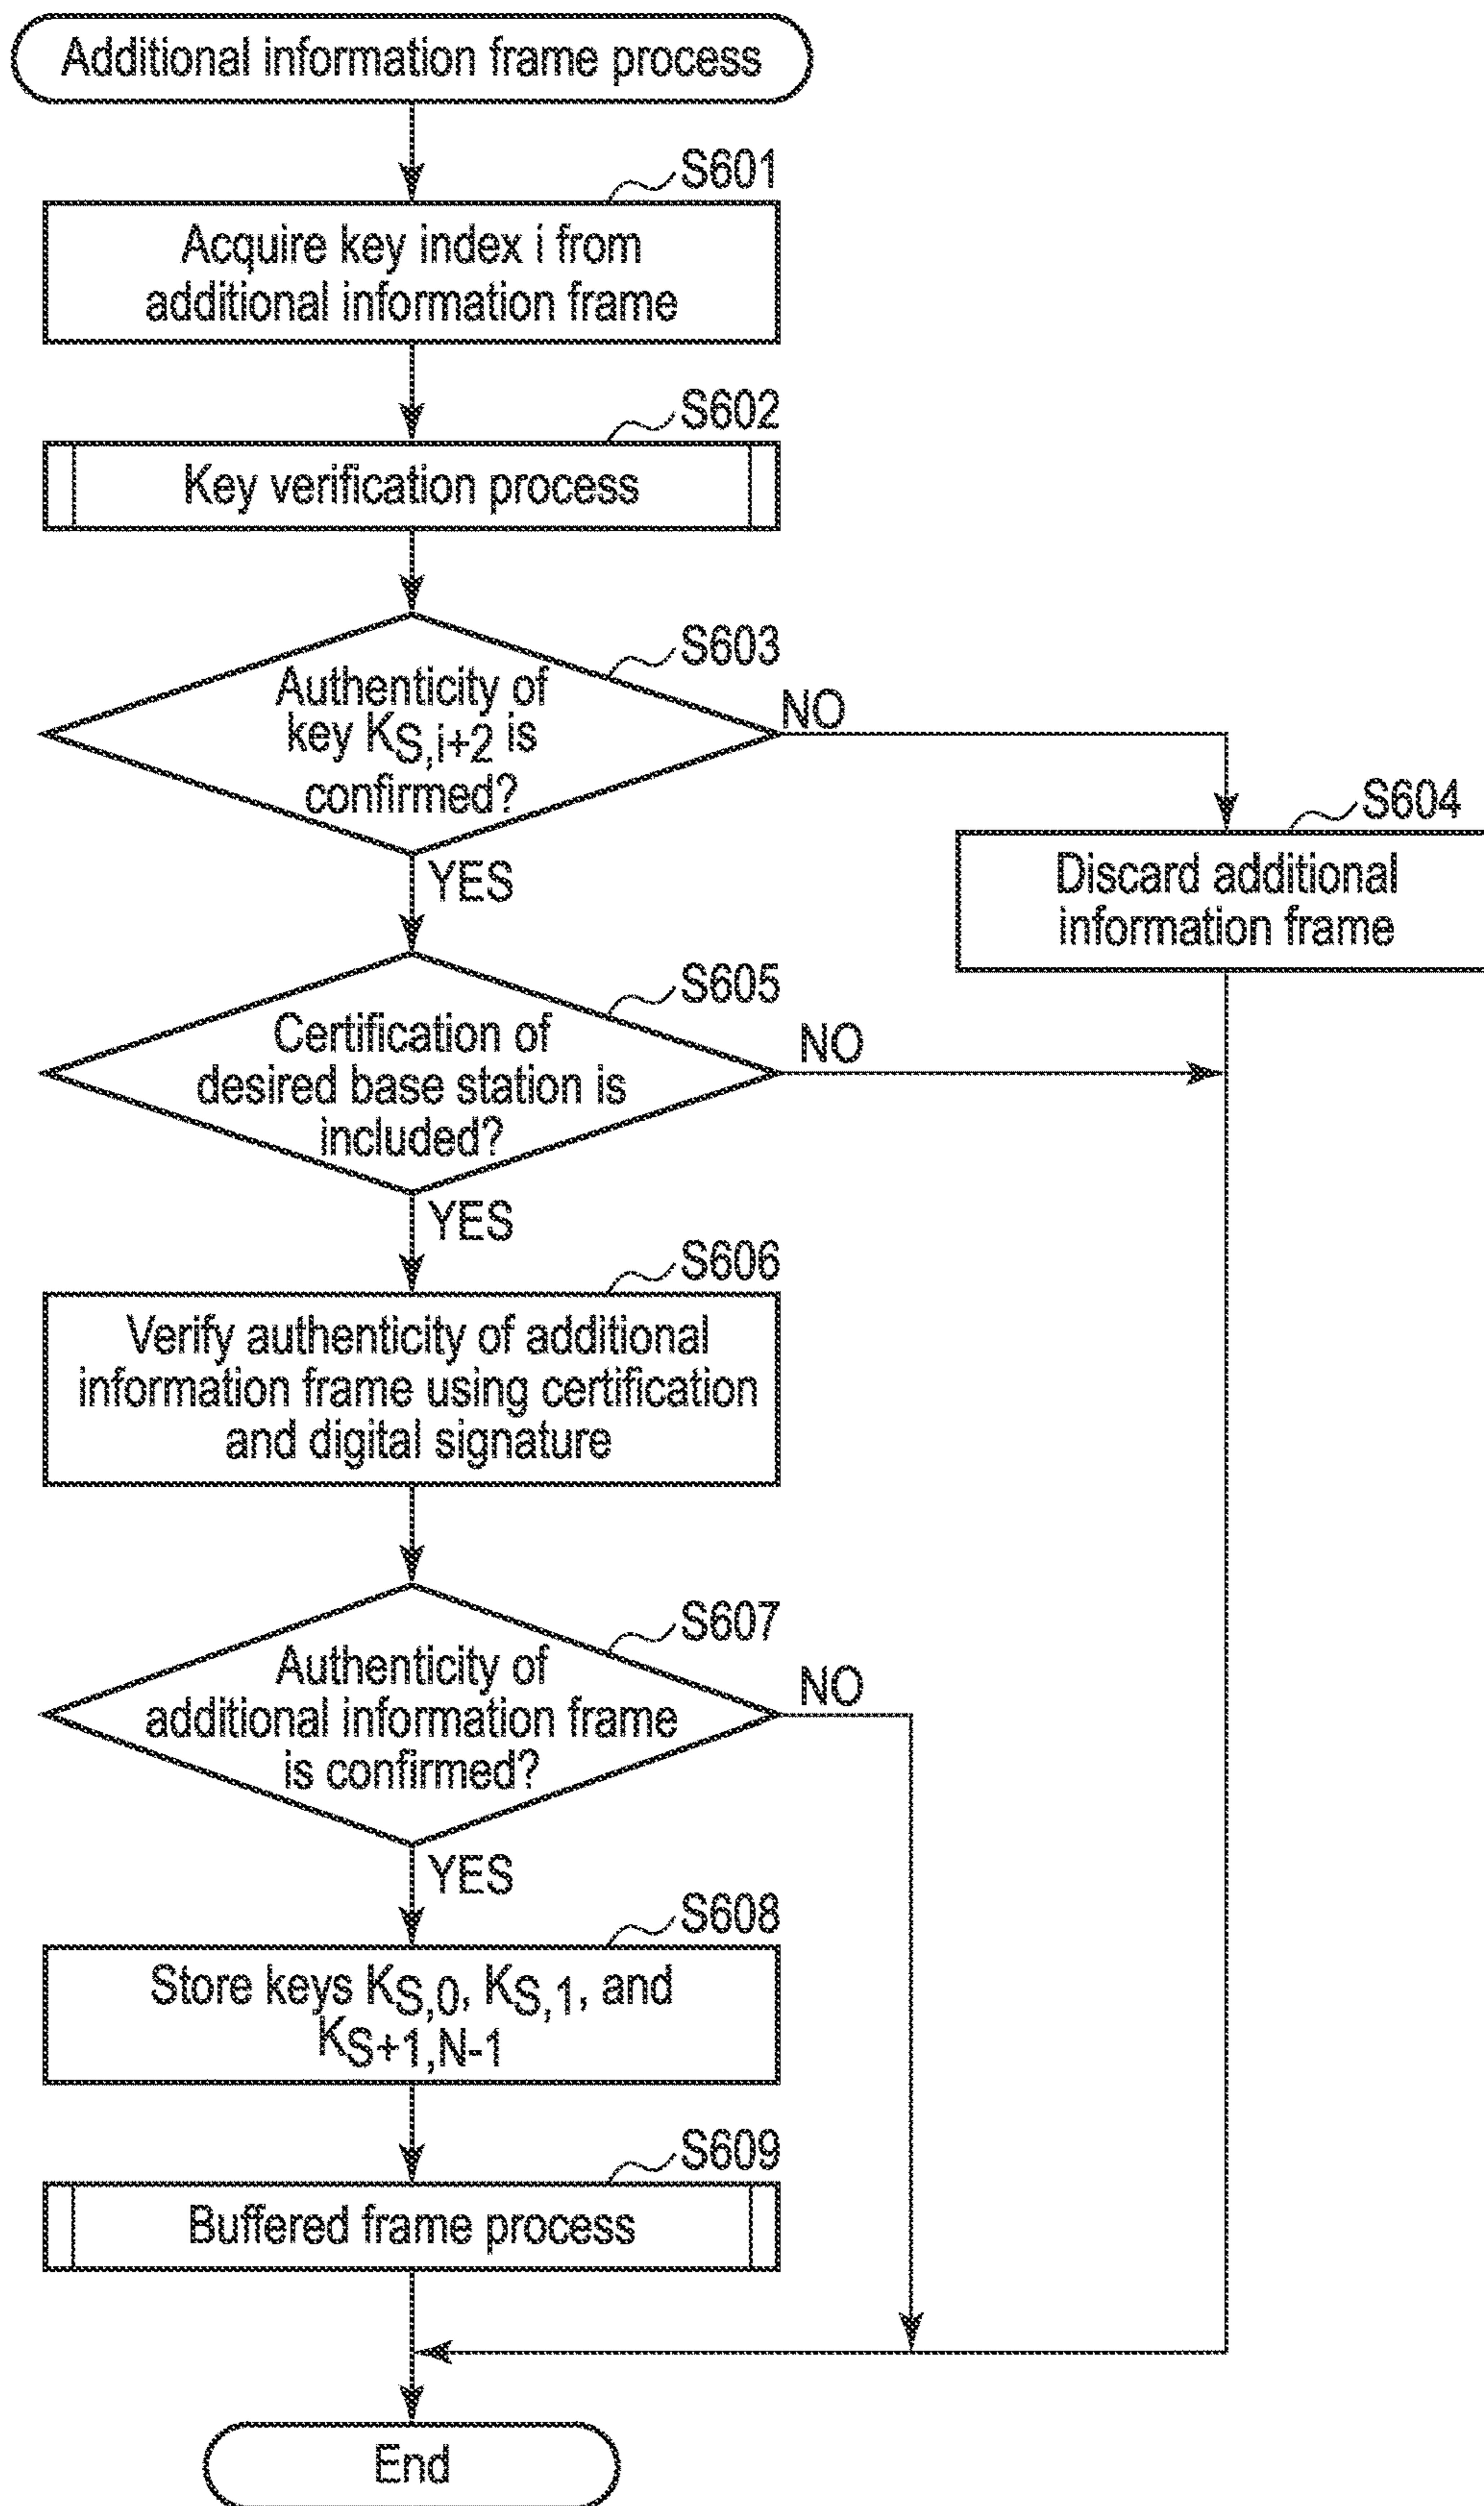 Additional information frame process
S601
Acquire key index i from
additional information frame
S602
Key verification process
S603
Authenticity of
key KS,i+2 is
confirmed?
NO
YES
S604
Discard additional
information frame
S605
Certification of
desired base station is
included?
NO
YES
S606
Verify authenticity of additional
information frame using certification
and digital signature
S607
Authenticity of
additional information frame
is confirmed?
NO
YES
S608
Store keys KS,0, KS,1, and
KS+1,N-1
S609
Buffered frame process
End